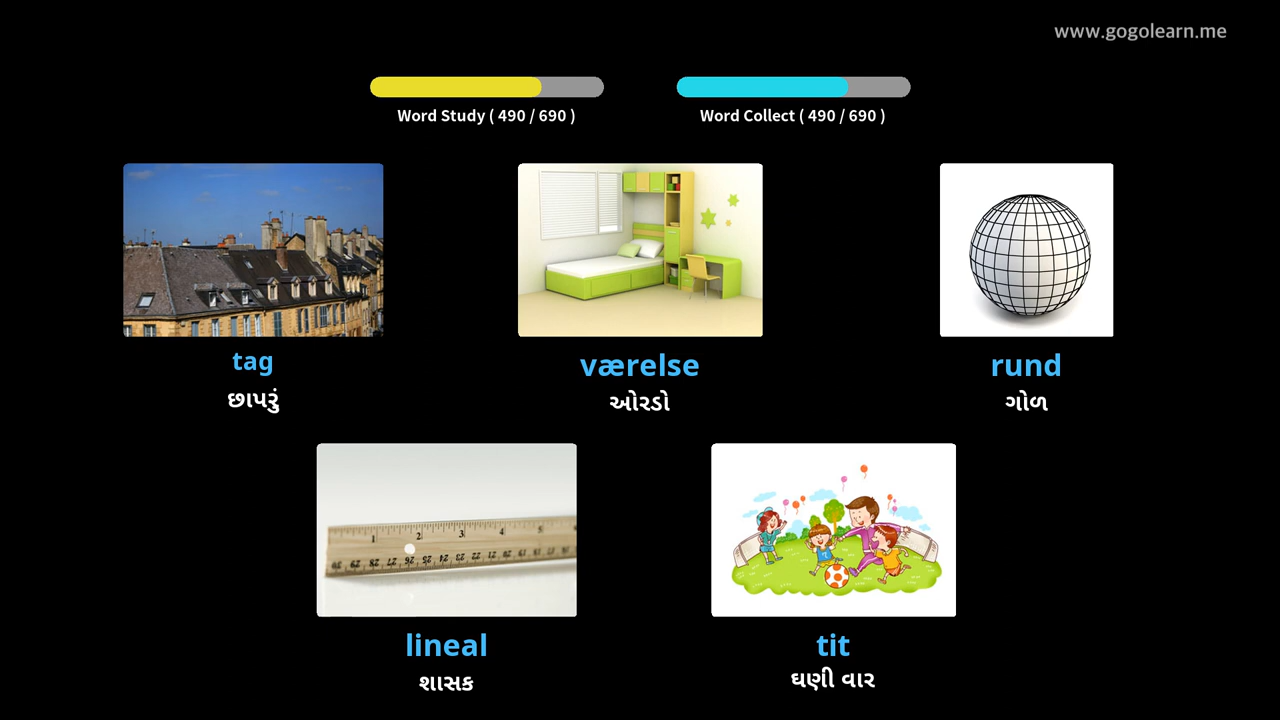 www.gogolearn.me
Word Study ( 490 / 690 )
Word Collect ( 490 / 690 )
tag
છાપરું
værelse
ઓરડો
rund
ગોળ
lineal
શાસક
tit
ઘણી વાર